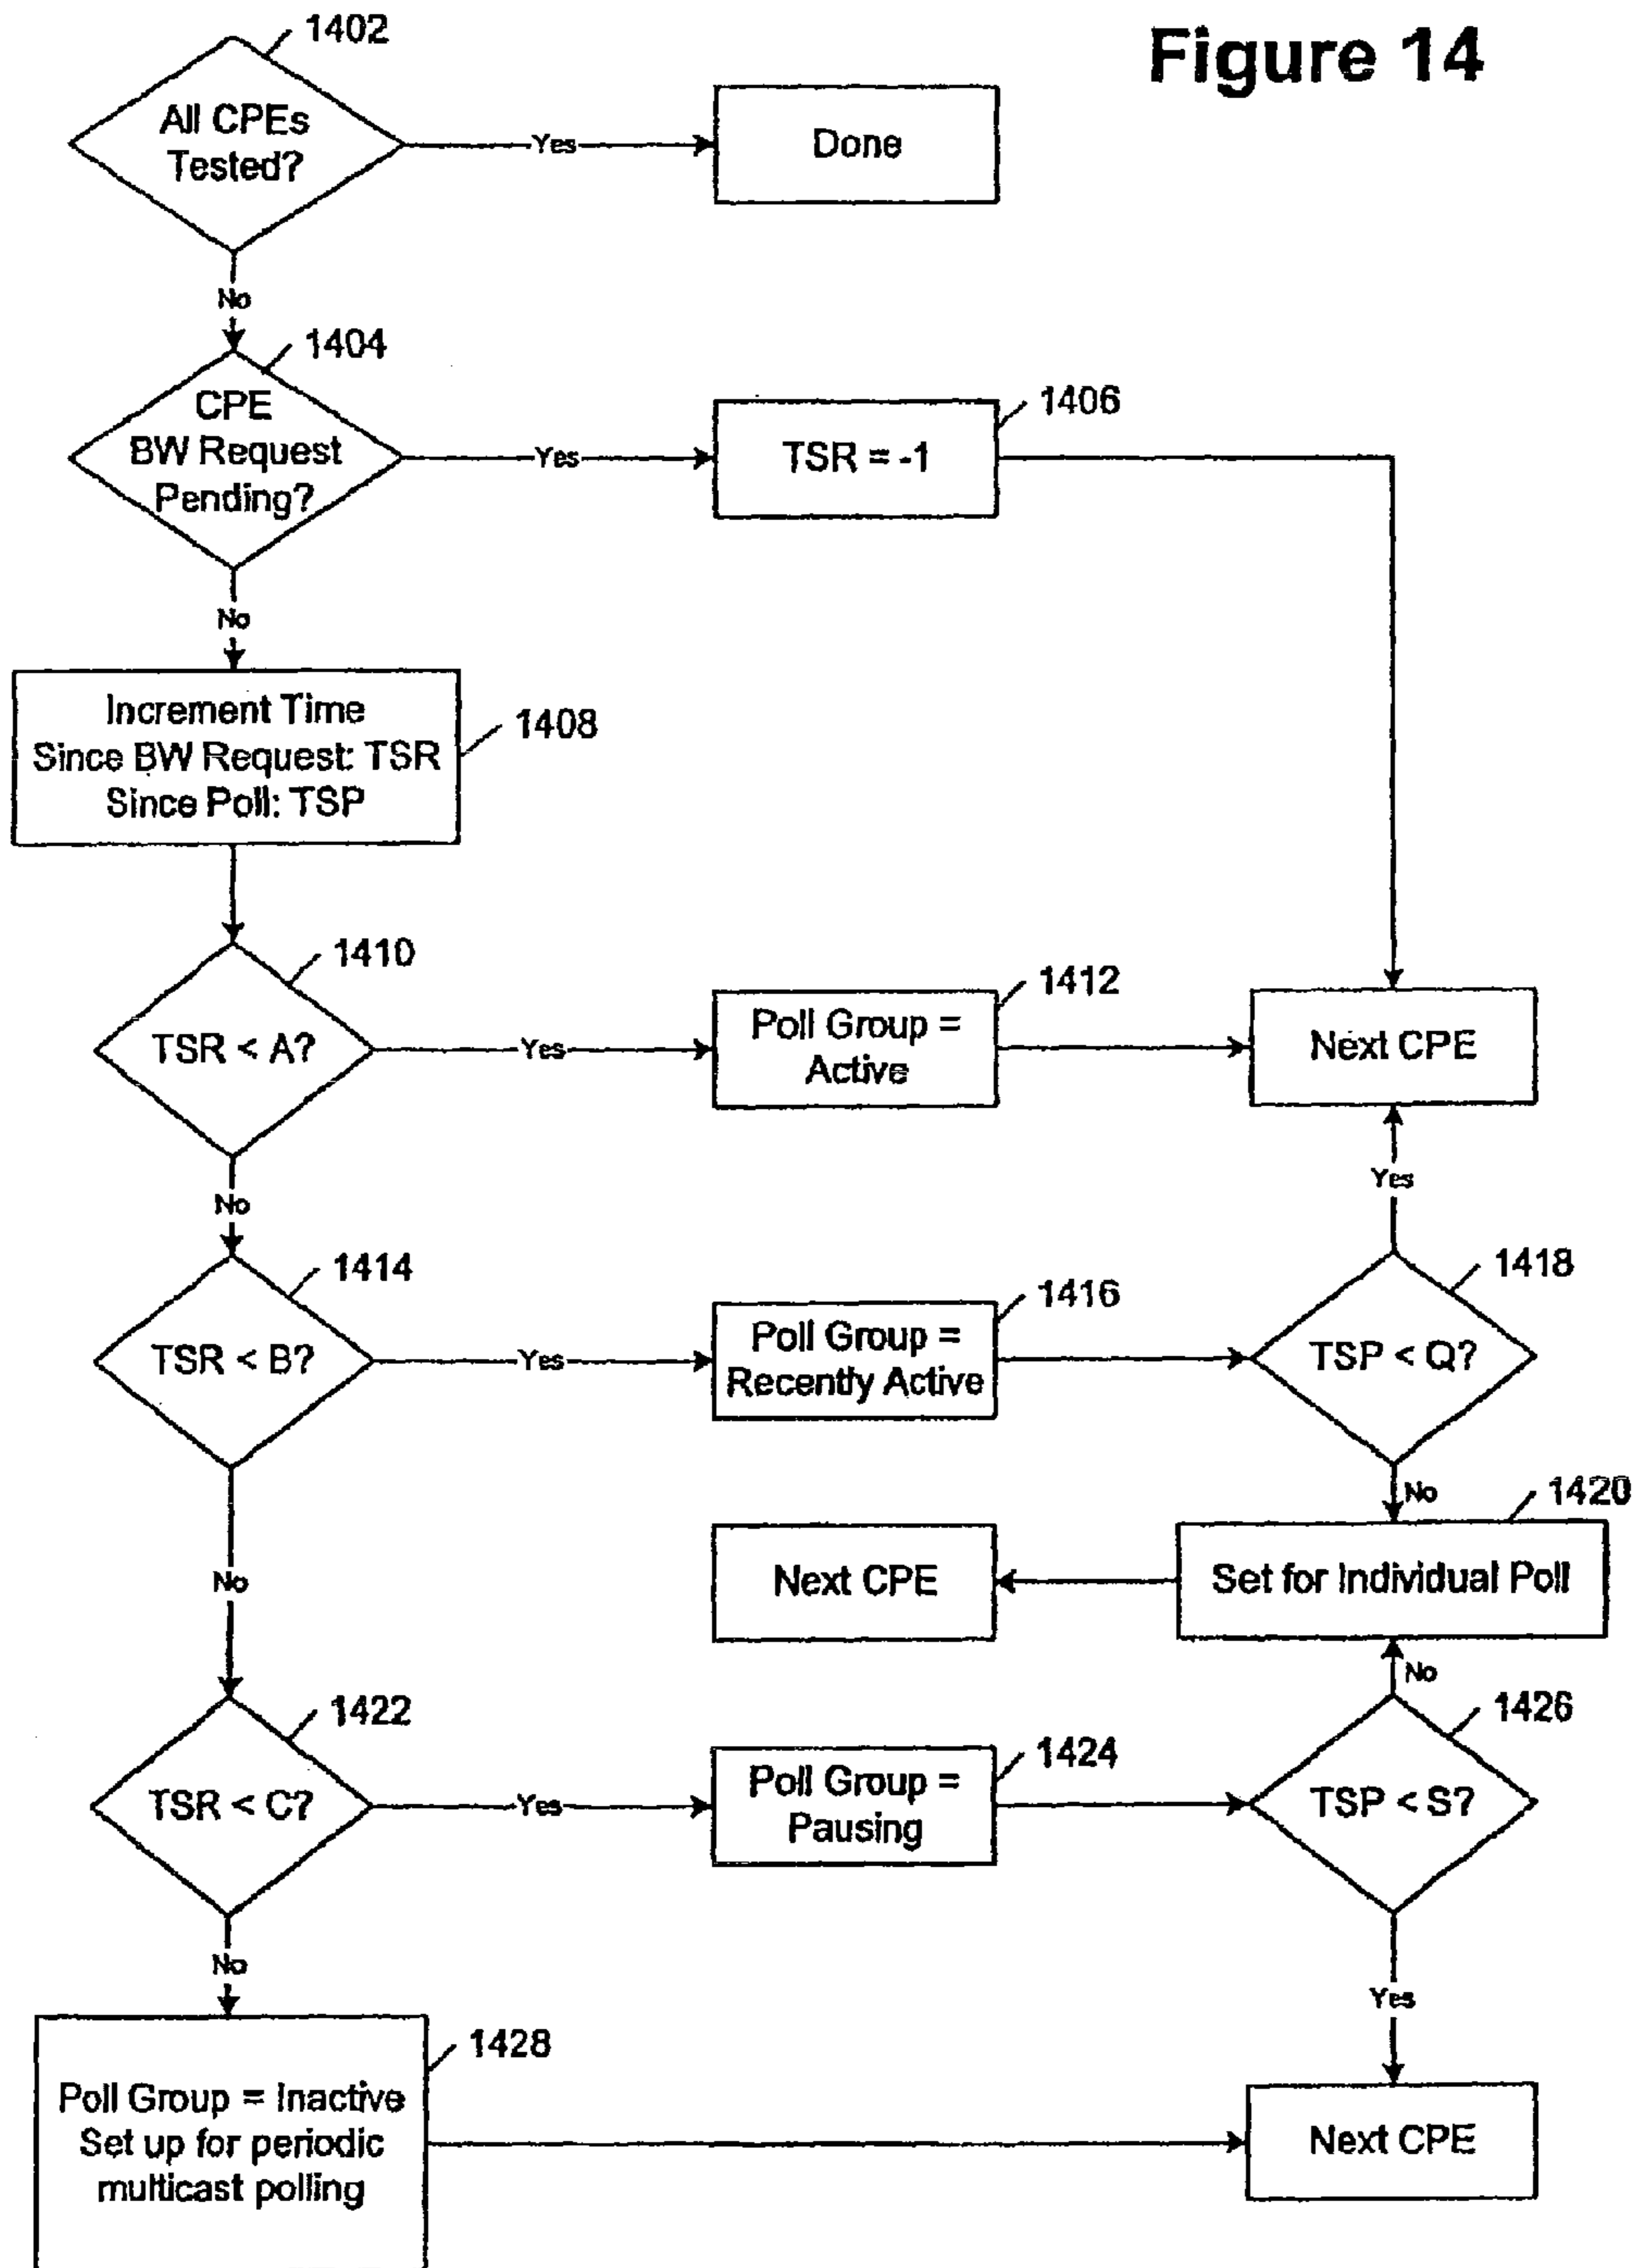 Figure 14
1402
All CPEs
Tested?
Yes
Done
No
1404
CPE
BW Request
Pending?
Yes
1406
TSR = -1
No
Increment Time
Since BW Request: TSR
Since Poll: TSP
1408
1410
TSR < A?
Yes
1412
Poll Group =
Active
Next CPE
No
Yes
1414
TSR < B?
Yes
1416
Poll Group =
Recently Active
1418
TSP < Q?
No
1420
Set for Individual Poll
Next CPE
No
No
1422
TSR < C?
Yes
1424
Poll Group =
Pausing
1426
TSP < S?
No
Yes
1428
Poll Group = Inactive
Set up for periodic
multicast polling
Next CPE